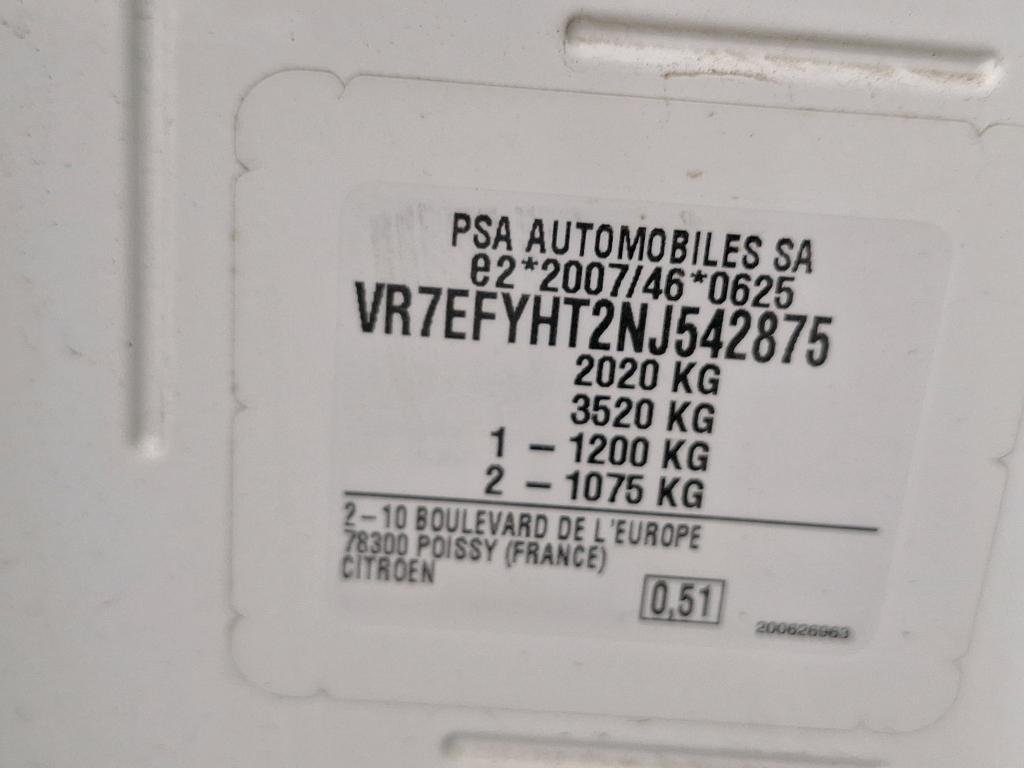 PSA AUTOMOBILES SA
e2*2007/46*0625
VR7EFYHT2NJ542875
2020 KG
3520 KG
1 - 1200 KG
2 - 1075 KG
2-10 BOULEVARD DE L'EUROPE
78300 POISSY (FRANCE)
CITROEN
0,51
200626963